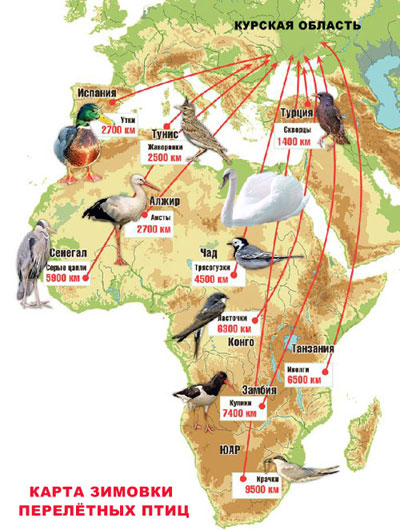 КУРСКАЯ ОБЛАСТЬ
Испания
Утки
2700 км
Тунис
Жаворонки
2500 км
Турция
Скворцы
1400 км
Алжир
Аисты
2700 км
Сенегал
Серые цапли
5900 км
Чад
Трясогузки
4500 км
Ласточки
6300 км
Конго
Танзания
Иволги
6500 км
Замбия
Кулики
7400 км
ЮАР
Крачки
9500 км
КАРТА ЗИМОВКИ
ПЕРЕЛЁТНЫХ ПТИЦ